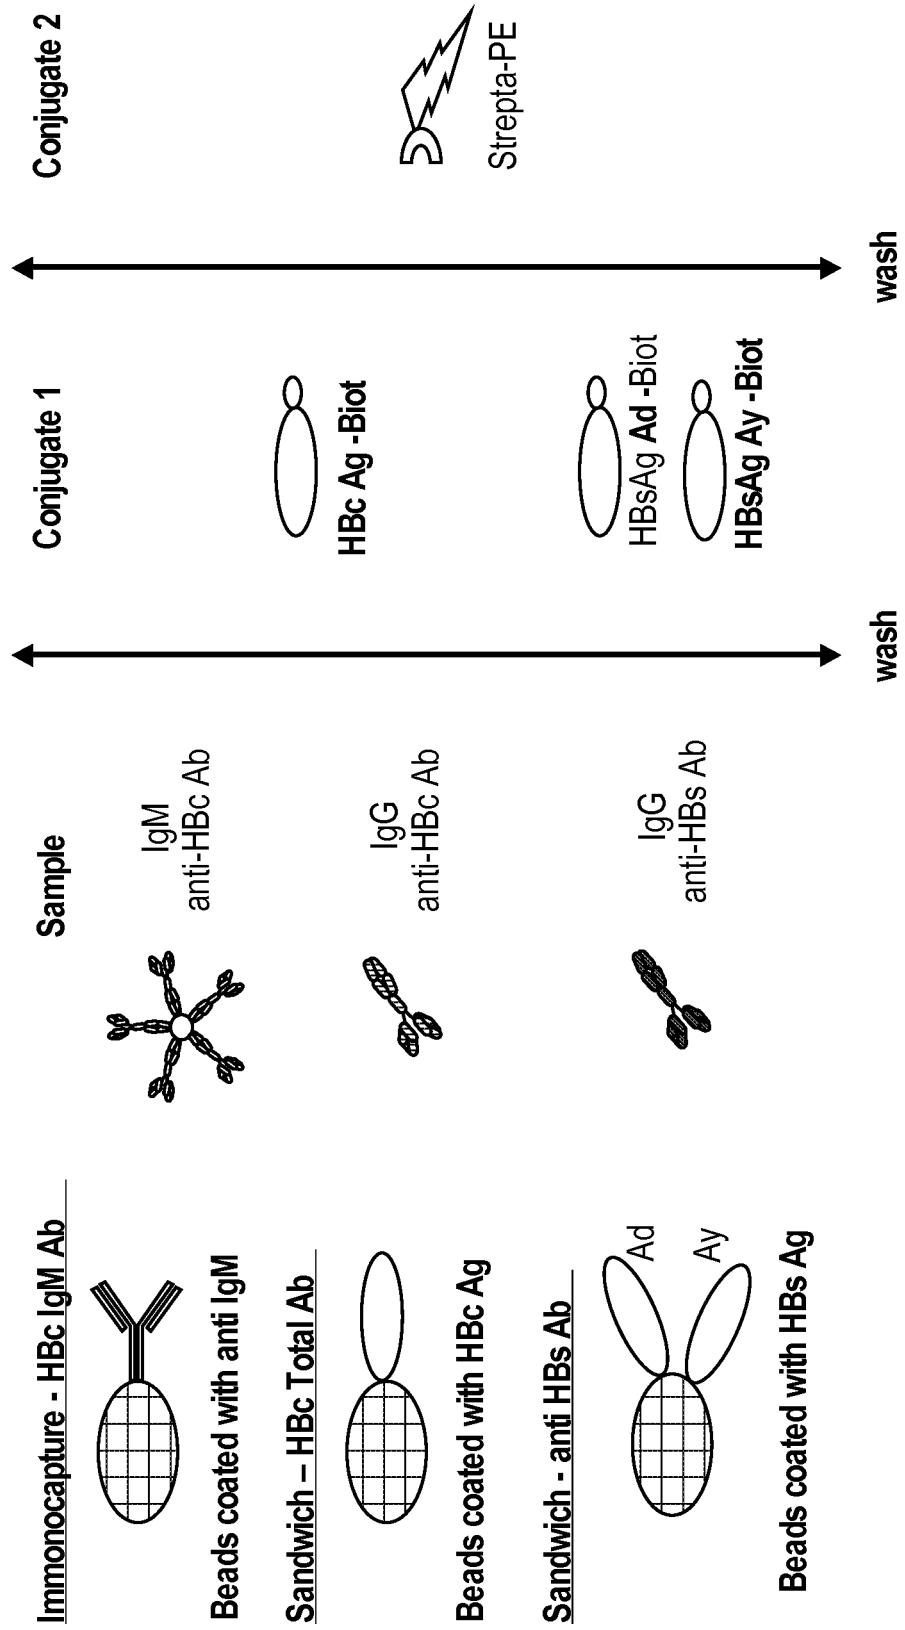 Immonocapture - HBc IgM Ab
Beads coated with anti IgM
Sandwich – HBc Total Ab
Beads coated with HBc Ag
Sandwich - anti HBs Ab
Ad
Ay
Beads coated with HBs Ag
Sample
IgM
anti-HBc Ab
IgG
anti-HBc Ab
IgG
anti-HBs Ab
wash
Conjugate 1
HBc Ag -Biot
HBsAg Ad -Biot
HBsAg Ay -Biot
wash
Conjugate 2
Strepta-PE